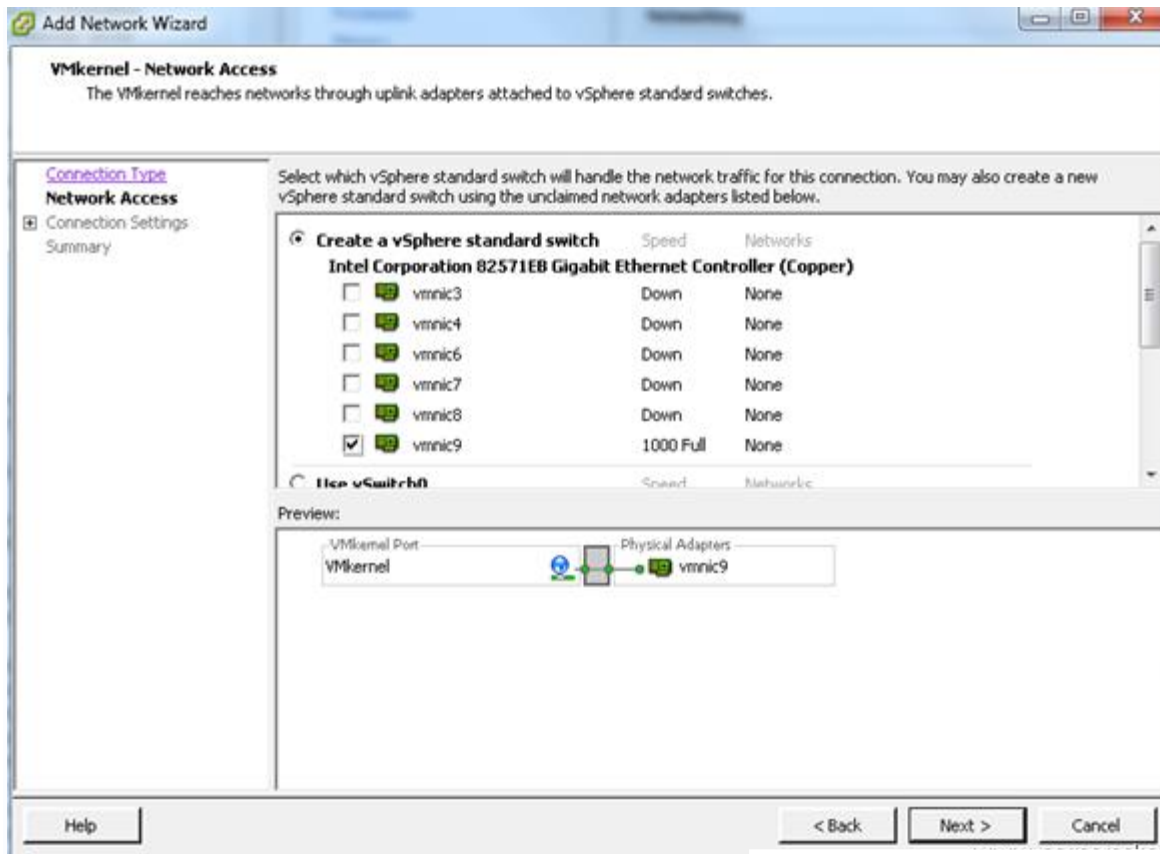 Add Network Wizard
VMkernel - Network Access
The VMkernel reaches networks through uplink adapters attached to vSphere standard switches.
Connection Type
Network Access
Connection Settings
Summary
Select which vSphere standard switch will handle the network traffic for this connection. You may also create a new
vSphere standard switch using the unclaimed network adapters listed below.
Create a vSphere standard switch Speed Networks
Intel Corporation 82571EB Gigabit Ethernet Controller (Copper)
vmnic3 Down None
vmnic4 Down None
vmnic6 Down None
vmnic7 Down None
vmnic8 Down None
vmnic9 1000 Full None
Use vSwitch0 Speed Networks
Preview:
VMkernel Port Physical Adapters
VMkernel vmnic9
Help < Back Next > Cancel